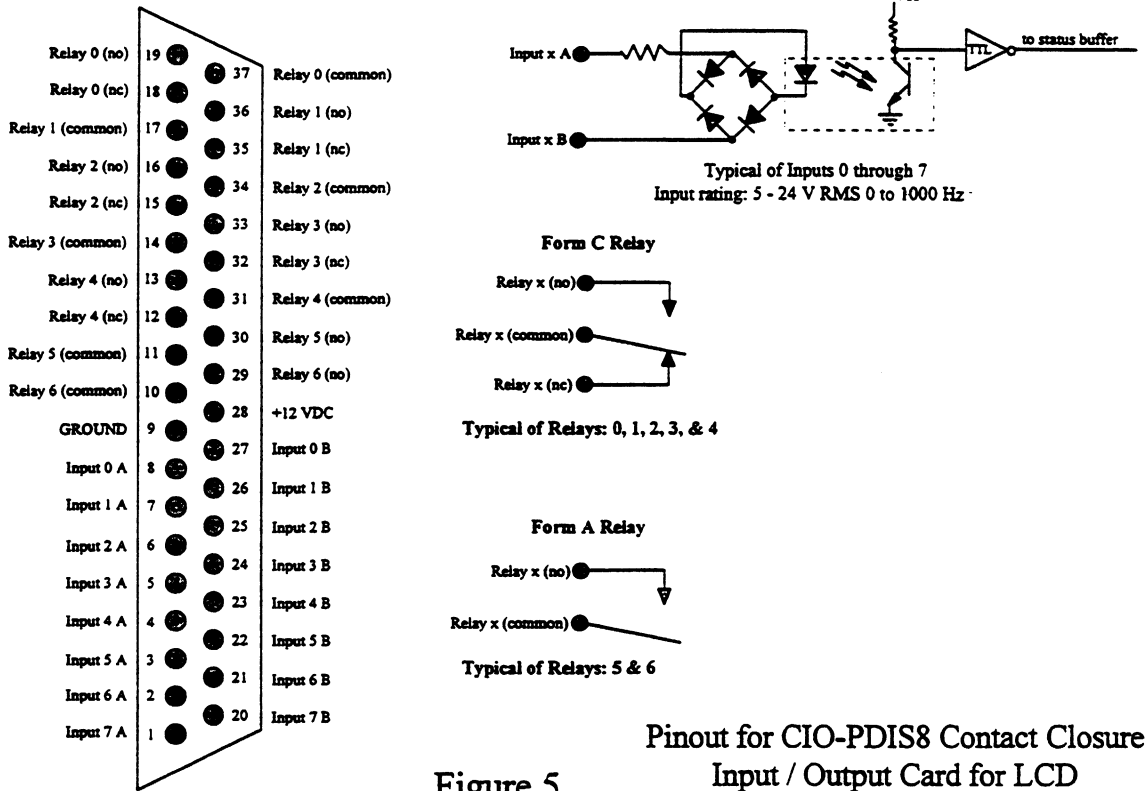 Relay 0 (no) 19
Relay 0 (nc) 18
Relay 1 (common) 17
Relay 2 (no) 16
Relay 2 (nc) 15
Relay 3 (common) 14
Relay 4 (no) 13
Relay 4 (nc) 12
Relay 5 (common) 11
Relay 6 (common) 10
GROUND 9
Input 0 A 8
Input 1 A 7
Input 2 A 6
Input 3 A 5
Input 4 A 4
Input 5 A 3
Input 6 A 2
Input 7 A 1
37 Relay 0 (common)
36 Relay 1 (no)
35 Relay 1 (nc)
34 Relay 2 (common)
33 Relay 3 (no)
32 Relay 3 (nc)
31 Relay 4 (common)
30 Relay 5 (no)
29 Relay 6 (no)
28 +12 VDC
27 Input 0 B
26 Input 1 B
25 Input 2 B
24 Input 3 B
23 Input 4 B
22 Input 5 B
21 Input 6 B
20 Input 7 B
Input x A
Input x B
TTL
to status buffer
Typical of Inputs 0 through 7
Input rating: 5 - 24 V RMS 0 to 1000 Hz
Form C Relay
Relay x (no)
Relay x (common)
Relay x (nc)
Typical of Relays: 0, 1, 2, 3, & 4
Form A Relay
Relay x (no)
Relay x (common)
Typical of Relays: 5 & 6
Figure 5
Pinout for CIO-PDIS8 Contact Closure
Input / Output Card for LCD